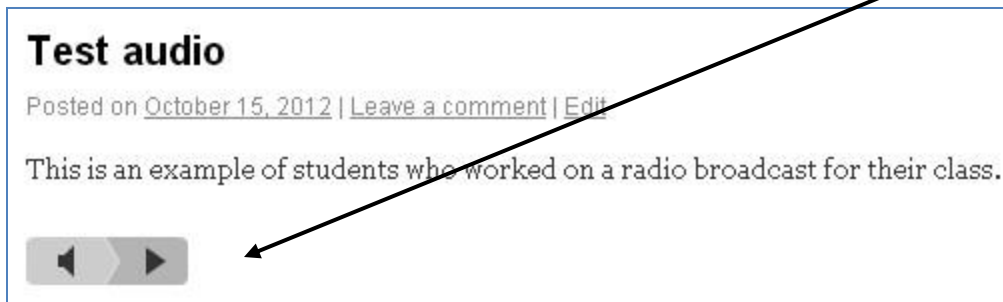 Test audio
Posted on October 15, 2012 | Leave a comment | Edit
This is an example of students who worked on a radio broadcast for their class.